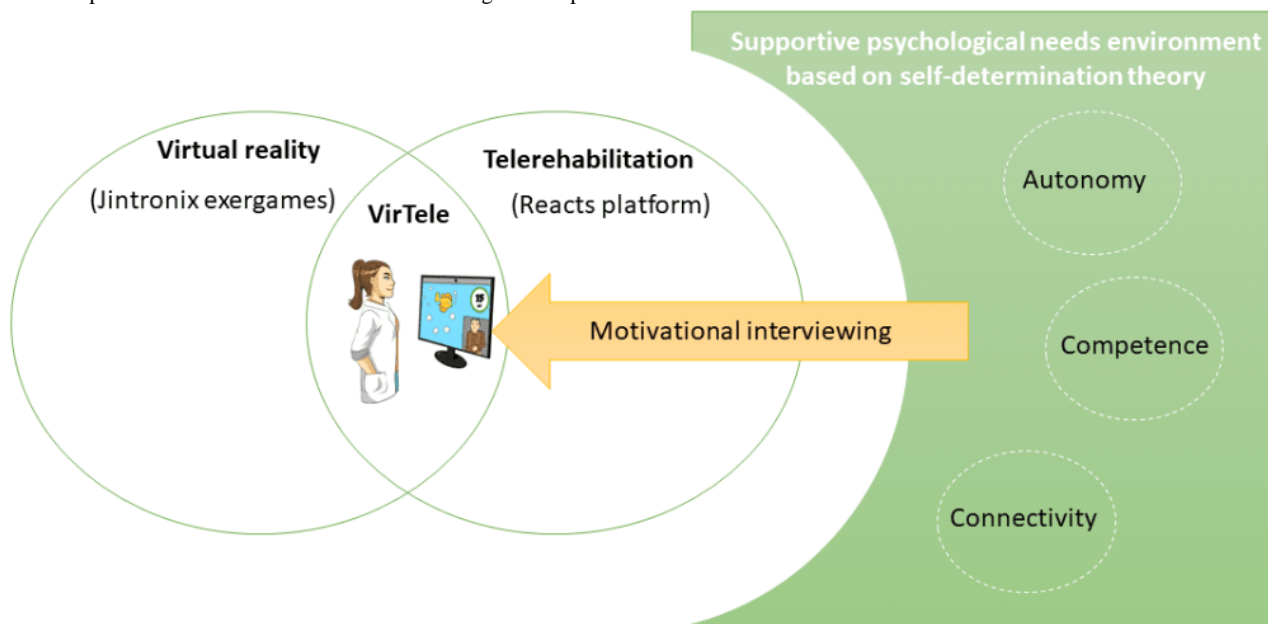 Supportive psychological needs environment
based on self-determination theory
Virtual reality
(Jintronix exergames)
Telerehabilitation
(Reacts platform)
VirTele
Motivational interviewing
Autonomy
Competence
Connectivity